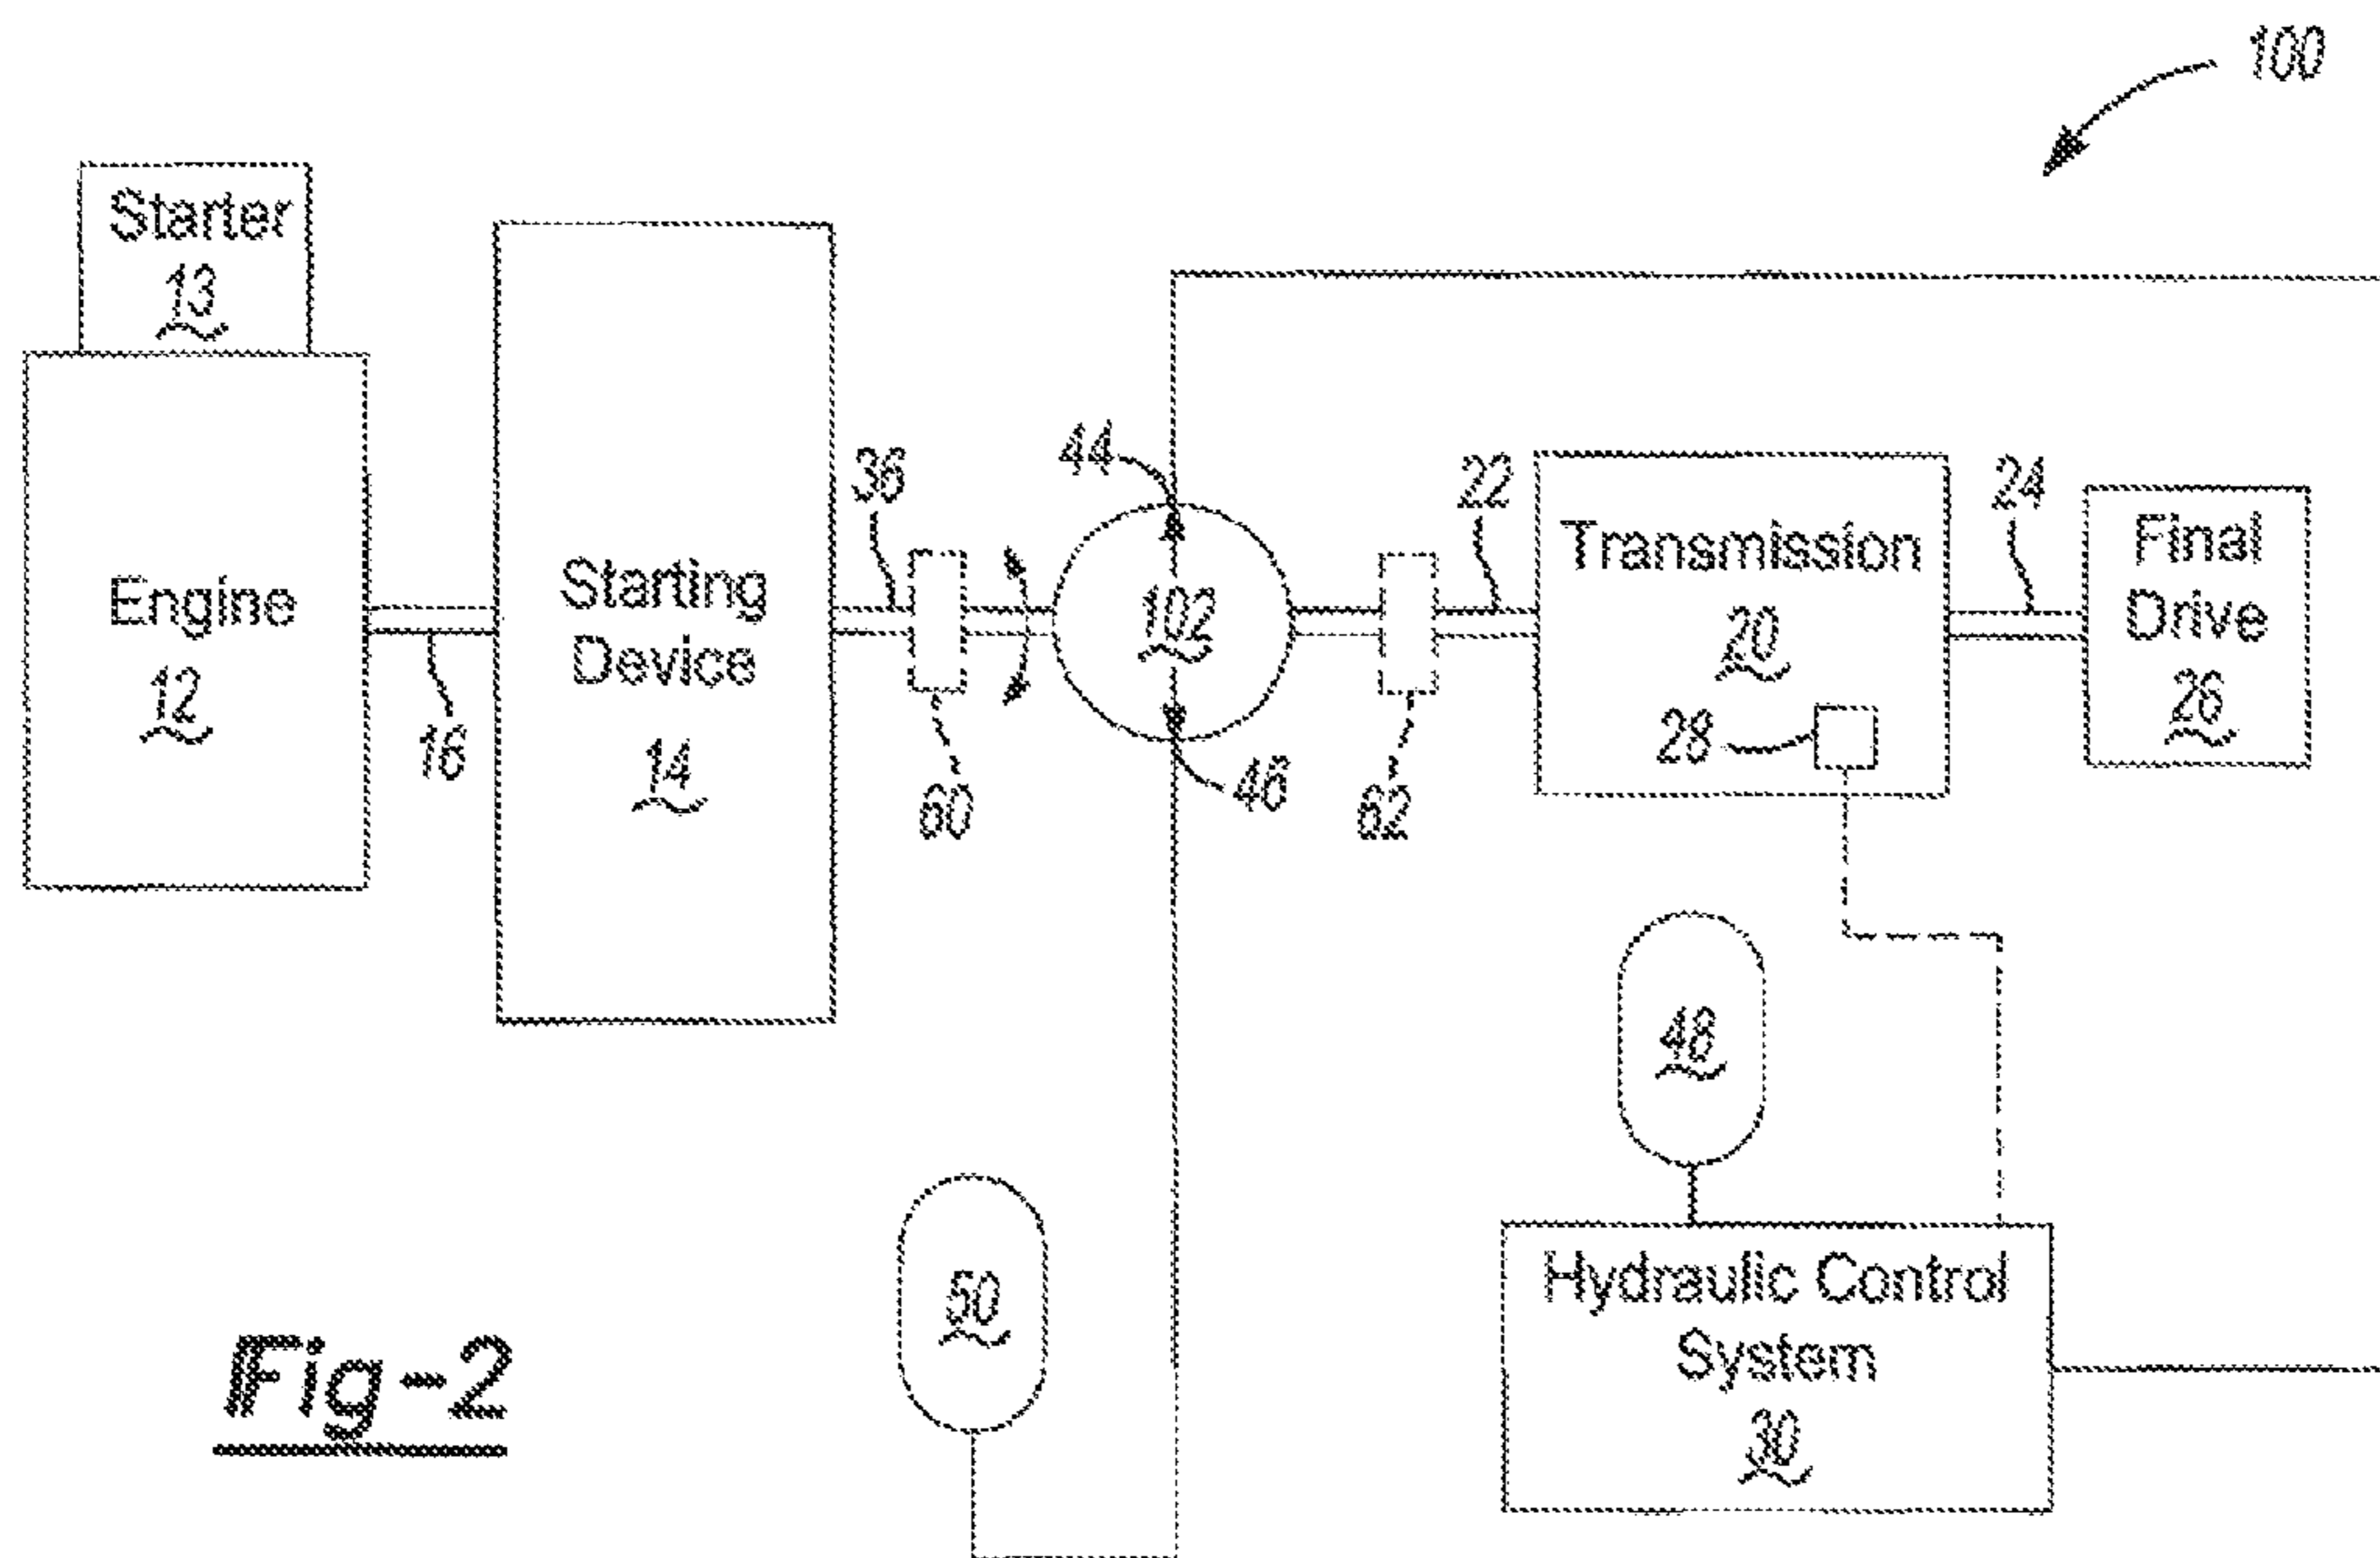 100
Starter
13
Engine
12
16
Starting
Device
14
36
60
44
102
46
62
22
Transmission
20
28
24
Final
Drive
26
48
50
Hydraulic Control
System
30
Fig-2